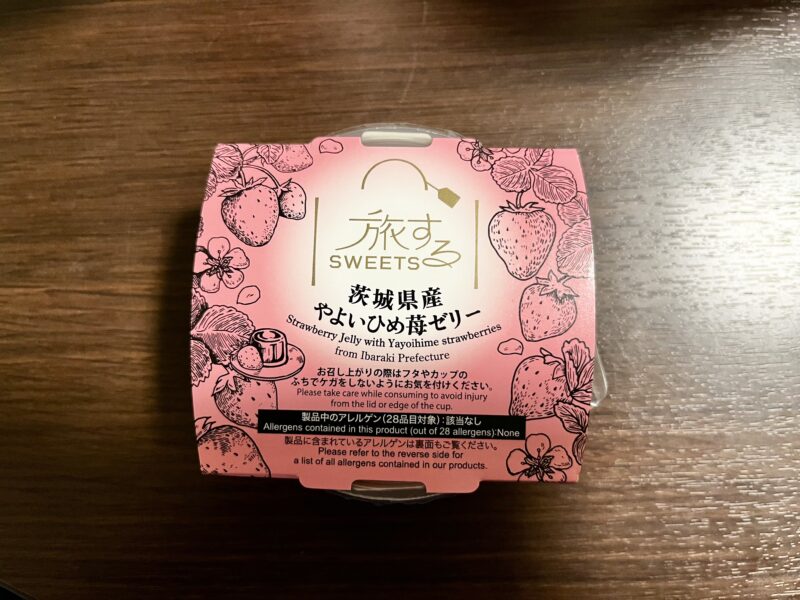 旅する
SWEETS
茨城県産
やよいひめ苺ゼリー
Strawberry Jelly with Yayoihime strawberries
from Ibaraki Prefecture
お召し上がりの際はフタやカップの
ふちでケガをしないようにお気を付けください。
Please take care while consuming to avoid injury
from the lid or edge of the cup.
製品中のアレルゲン(28品目対象):該当なし
Allergens contained in this product (out of 28 allergens):None
製品に含まれているアレルゲンは裏面もご覧ください。
Please refer to the reverse side for
a list of all allergens contained in our products.